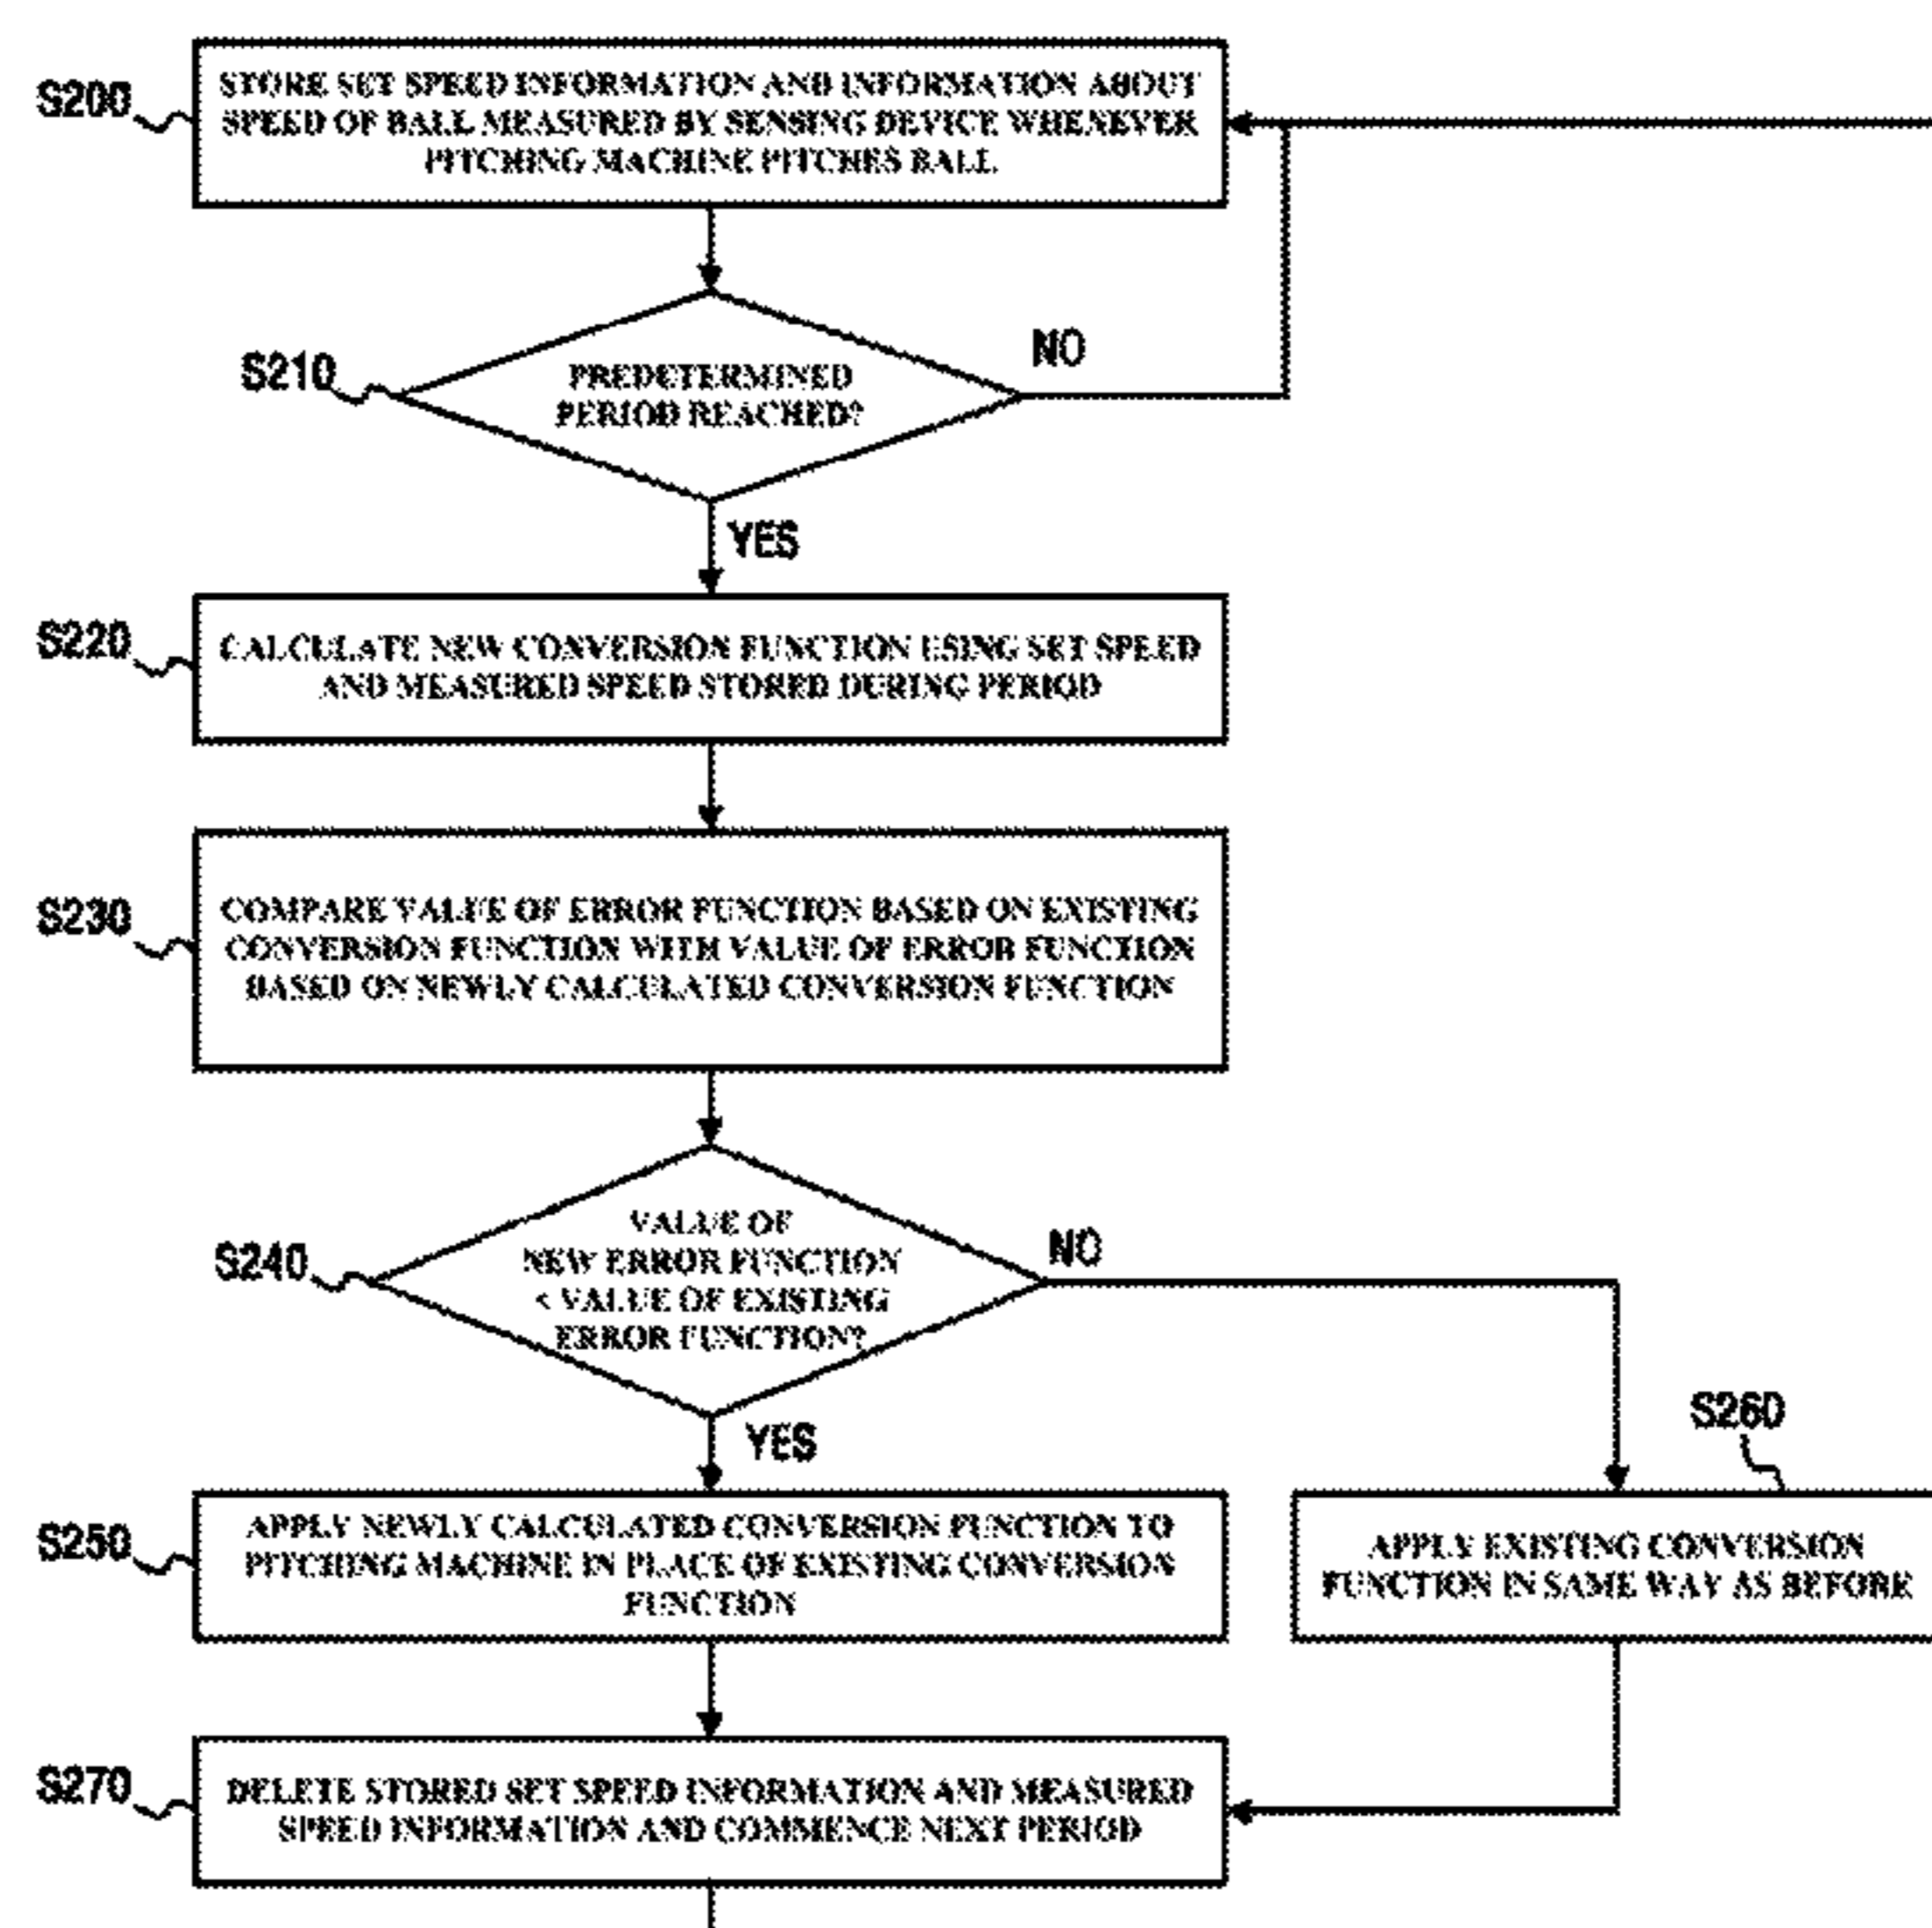 S200
STORE SET SPEED INFORMATION AND INFORMATION ABOUT
SPEED OF BALL MEASURED BY SENSING DEVICE WHENEVER
PITCHING MACHINE PITCHES BALL
S210
PREDETERMINED
PERIOD REACHED?
NO
YES
S220
CALCULATE NEW CONVERSION FUNCTION USING SET SPEED
AND MEASURED SPEED STORED DURING PERIOD
S230
COMPARE VALUE OF ERROR FUNCTION BASED ON EXISTING
CONVERSION FUNCTION WITH VALUE OF ERROR FUNCTION
BASED ON NEWLY CALCULATED CONVERSION FUNCTION
S240
VALUE OF
NEW ERROR FUNCTION
< VALUE OF EXISTING
ERROR FUNCTION?
NO
YES
S250
APPLY NEWLY CALCULATED CONVERSION FUNCTION TO
PITCHING MACHINE IN PLACE OF EXISTING CONVERSION
FUNCTION
S260
APPLY EXISTING CONVERSION
FUNCTION IN SAME WAY AS BEFORE
S270
DELETE STORED SET SPEED INFORMATION AND MEASURED
SPEED INFORMATION AND COMMENCE NEXT PERIOD